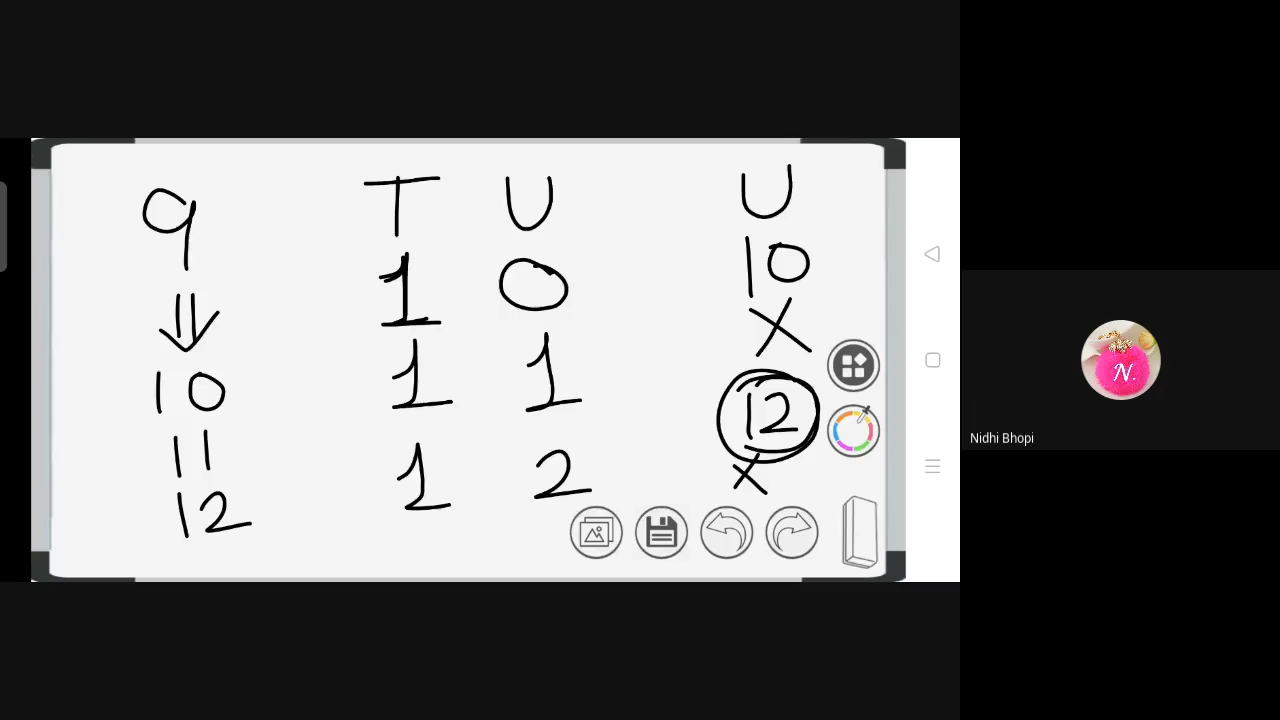 9 T U U
1 0 10
⇓ X
10 1 1 12
11 X
12 1 2
N.
Nidhi Bhopi